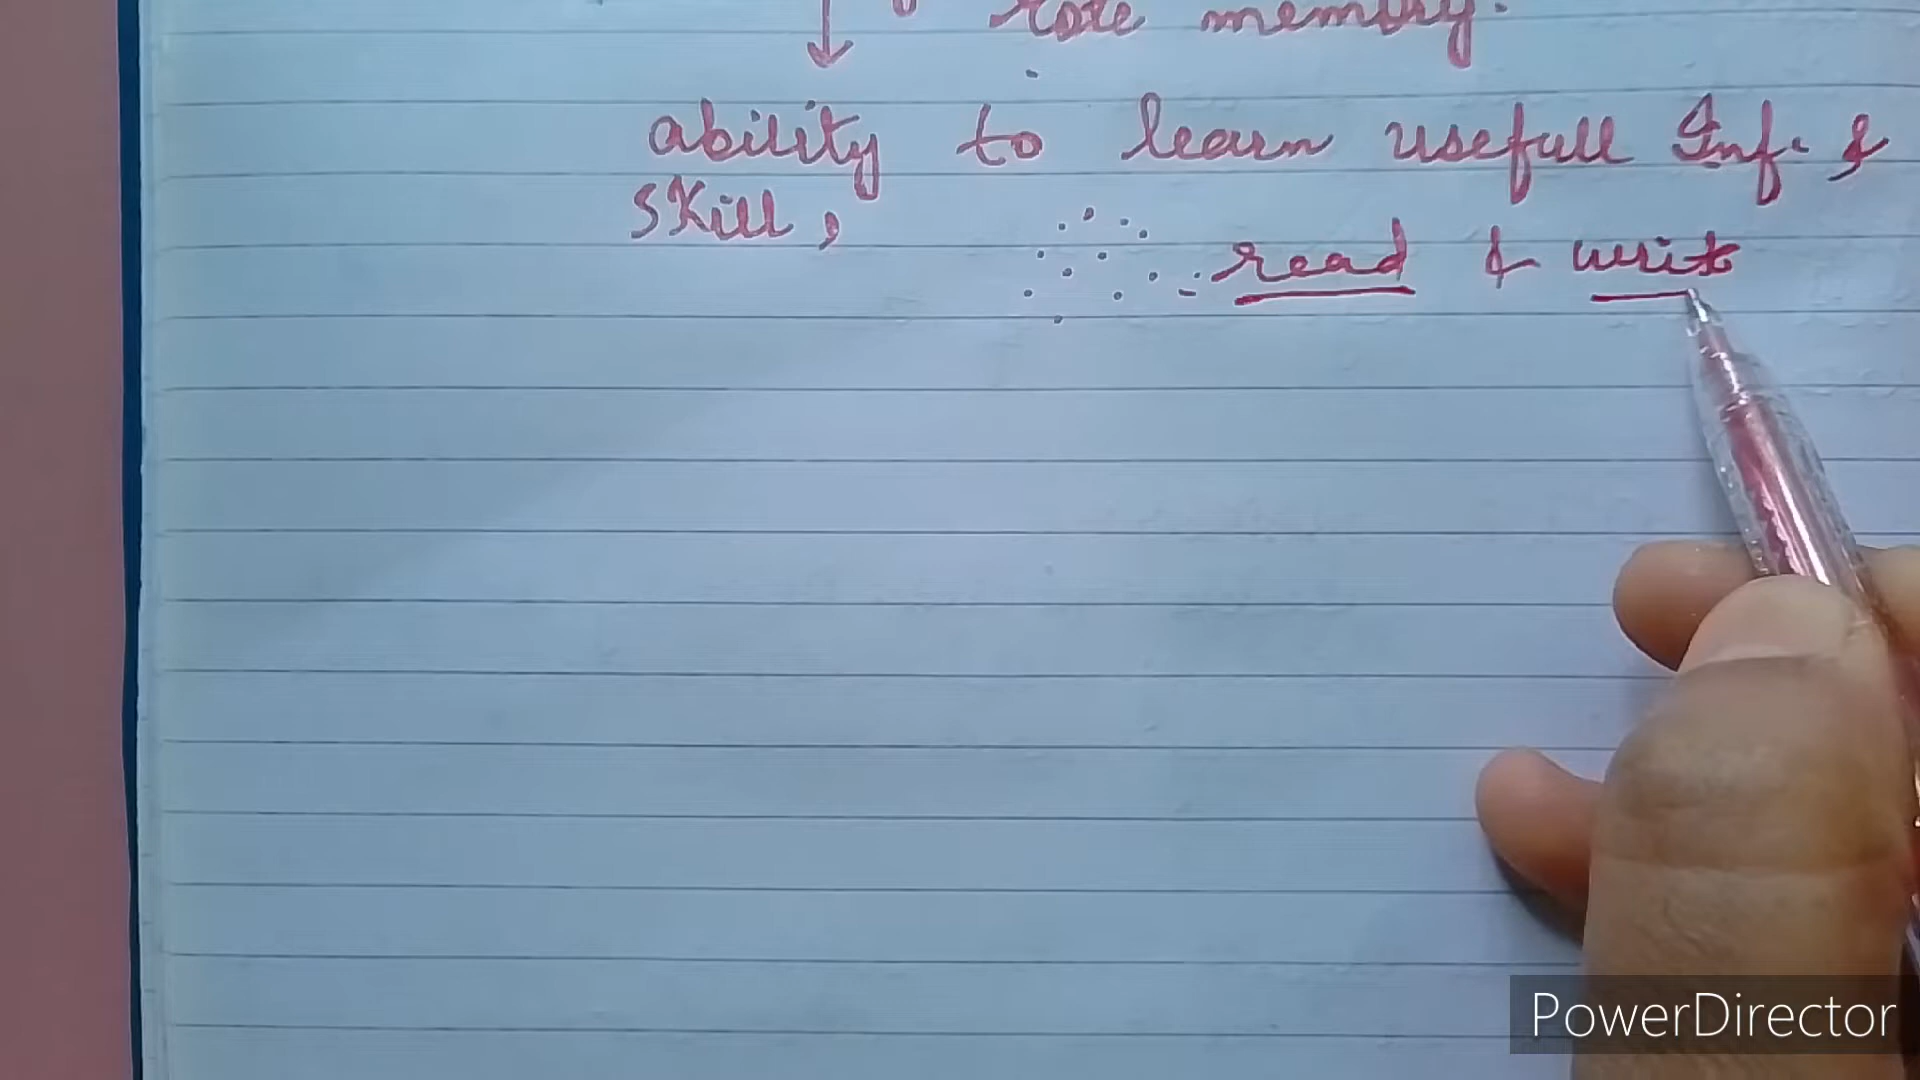 rote memory.
ability to learn usefull Inf. &
skill,
read & write
PowerDirector